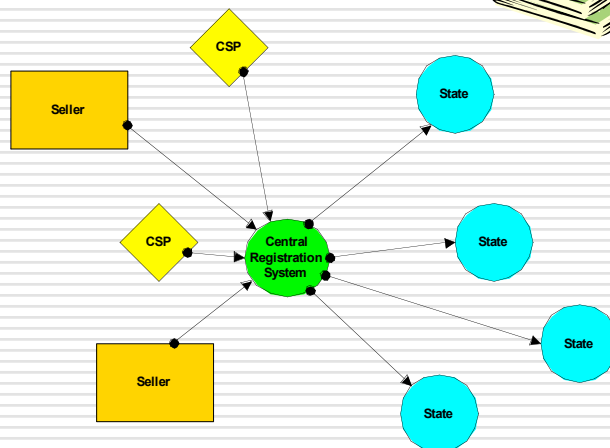 CSP
State
Seller
CSP
Central
Registration
System
State
State
Seller
State